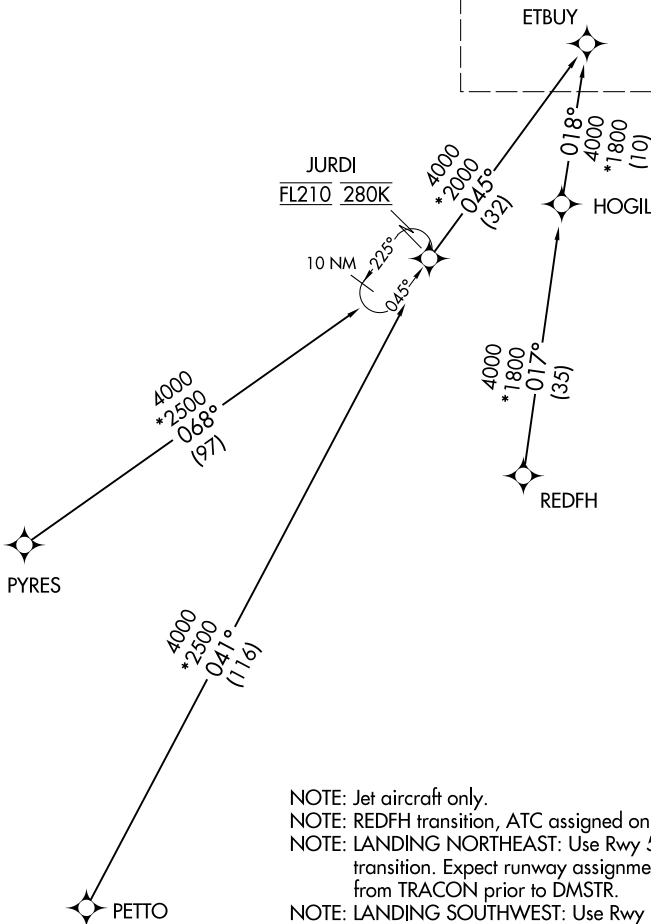 ETBUY
018°
4000
*1800
(10)
JURDI
FL210 280K
4000
*2000
045°
(32)
HOGIL
10 NM
225°
045°
4000
*1800
017°
(35)
4000
*2500
068°
(97)
REDFH
PYRES
4000
*2500
041°
(116)
PETTO
NOTE: Jet aircraft only.
NOTE: REDFH transition, ATC assigned on
NOTE: LANDING NORTHEAST: Use Rwy 5
transition. Expect runway assignme
from TRACON prior to DMSTR.
NOTE: LANDING SOUTHWEST: Use Rwy